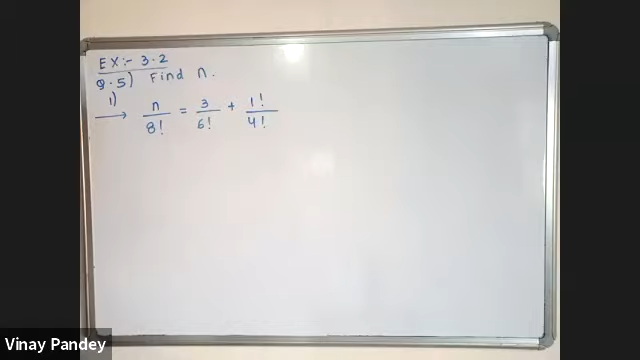 EX:- 3.2
Q.5) Find n.
1)
→ n/8! = 3/6! + 1!/4!
Vinay Pandey